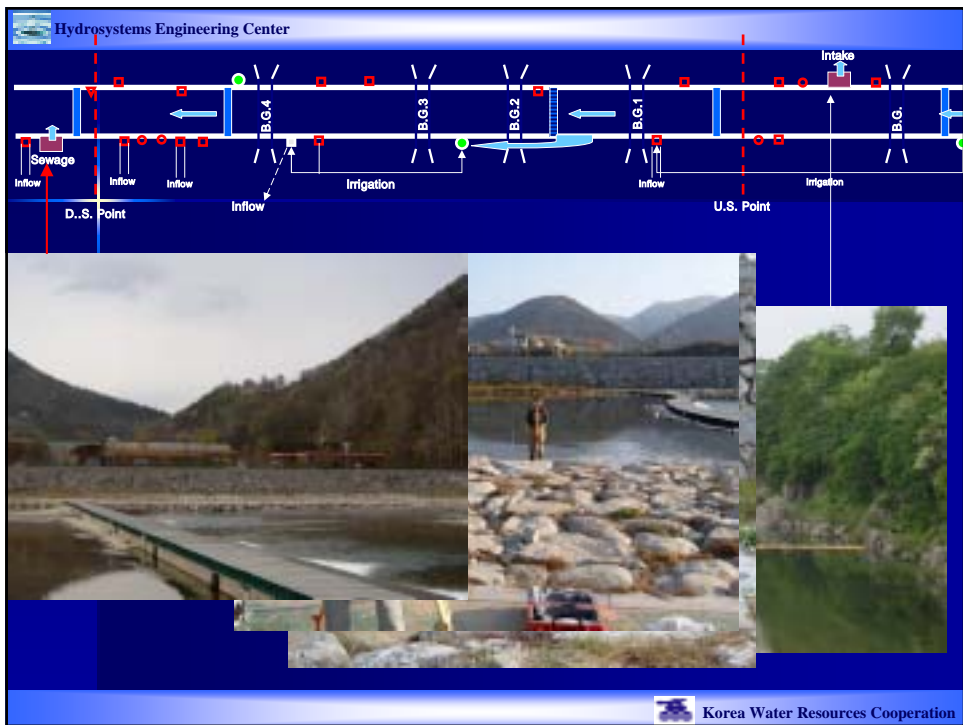 Hydrosystems Engineering Center
Intake
B.G.4
B.G.3
B.G.2
B.G.1
B.G.
Sewage
Inflow
Inflow
Inflow
Irrigation
Inflow
Irrigation
Inflow
D..S. Point
U.S. Point
Korea Water Resources Cooperation